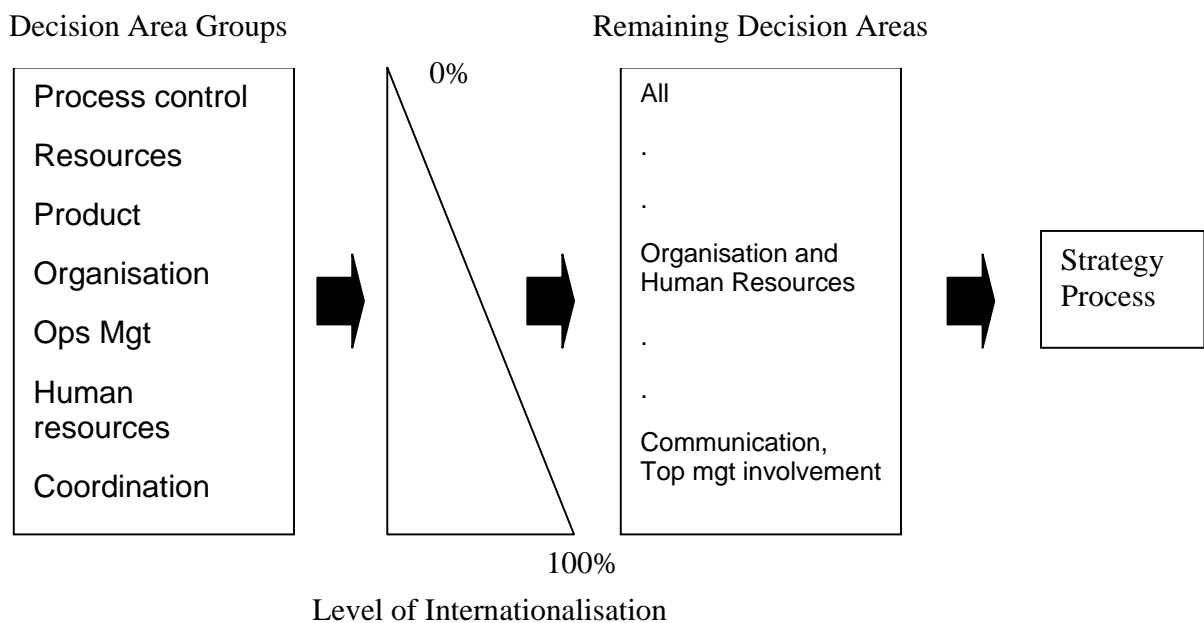 Decision Area Groups
Remaining Decision Areas
Process control
Resources
Product
Organisation
Ops Mgt
Human
resources
Coordination
0%
100%
Level of Internationalisation
All
.
.
Organisation and
Human Resources
.
.
Communication,
Top mgt involvement
Strategy
Process